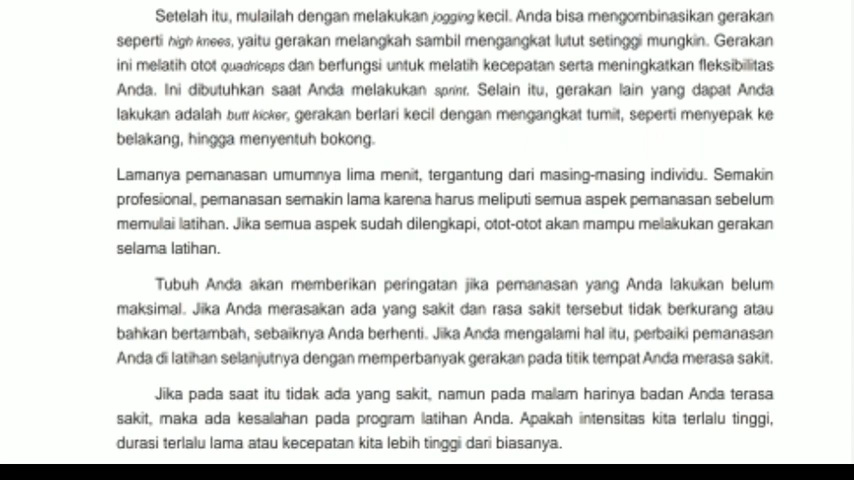 Setelah itu, mulailah dengan melakukan jogging kecil. Anda bisa mengombinasikan gerakan
seperti high knees, yaitu gerakan melangkah sambil mengangkat lutut setinggi mungkin. Gerakan
ini melatih otot quadriceps dan berfungsi untuk melatih kecepatan serta meningkatkan fleksibilitas
Anda. Ini dibutuhkan saat Anda melakukan sprint. Selain itu, gerakan lain yang dapat Anda
lakukan adalah butt kicker, gerakan berlari kecil dengan mengangkat tumit, seperti menyepak ke
belakang, hingga menyentuh bokong.
Lamanya pemanasan umumnya lima menit, tergantung dari masing-masing individu. Semakin
profesional, pemanasan semakin lama karena harus meliputi semua aspek pemanasan sebelum
memulai latihan. Jika semua aspek sudah dilengkapi, otot-otot akan mampu melakukan gerakan
selama latihan.
Tubuh Anda akan memberikan peringatan jika pemanasan yang Anda lakukan belum
maksimal. Jika Anda merasakan ada yang sakit dan rasa sakit tersebut tidak berkurang atau
bahkan bertambah, sebaiknya Anda berhenti. Jika Anda mengalami hal itu, perbaiki pemanasan
Anda di latihan selanjutnya dengan memperbanyak gerakan pada titik tempat Anda merasa sakit.
Jika pada saat itu tidak ada yang sakit, namun pada malam harinya badan Anda terasa
sakit, maka ada kesalahan pada program latihan Anda. Apakah intensitas kita terlalu tinggi,
durasi terlalu lama atau kecepatan kita lebih tinggi dari biasanya.